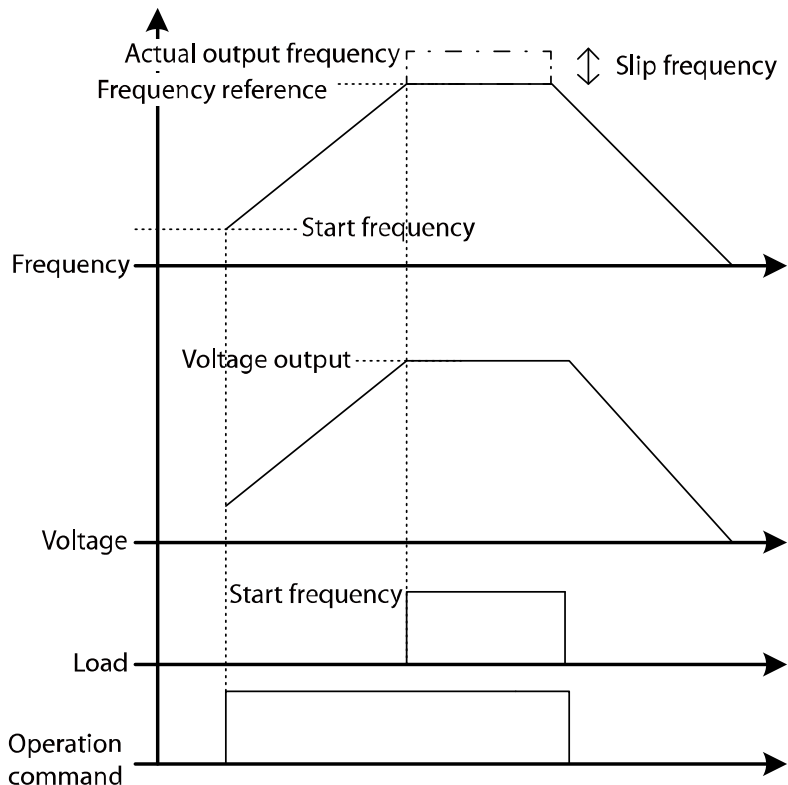 Actual output frequency
Slip frequency
Frequency reference
Start frequency
Frequency
Voltage output
Voltage
Start frequency
Load
Operation
command